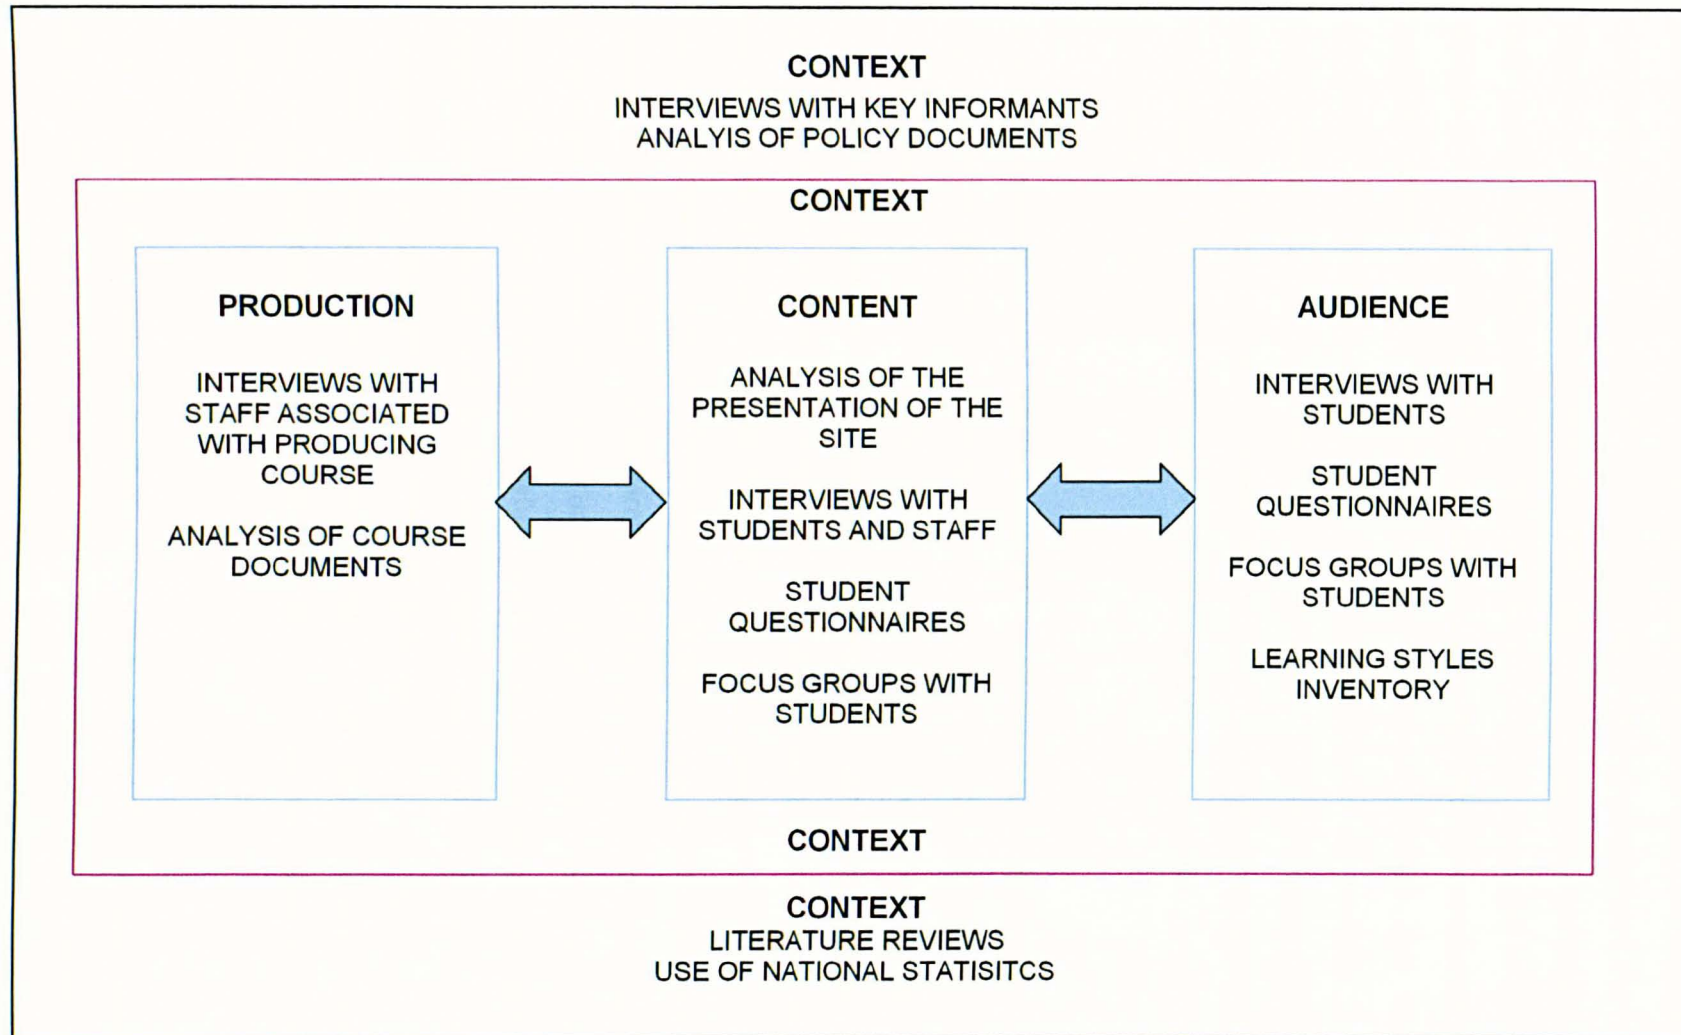 CONTEXT
INTERVIEWS WITH KEY INFORMANTS
ANALYIS OF POLICY DOCUMENTS
CONTEXT
PRODUCTION
INTERVIEWS WITH
STAFF ASSOCIATED
WITH PRODUCING
COURSE
ANALYSIS OF COURSE
DOCUMENTS
CONTENT
ANALYSIS OF THE
PRESENTATION OF THE
SITE
INTERVIEWS WITH
STUDENTS AND STAFF
STUDENT
QUESTIONNAIRES
FOCUS GROUPS WITH
STUDENTS
AUDIENCE
INTERVIEWS WITH
STUDENTS
STUDENT
QUESTIONNAIRES
FOCUS GROUPS WITH
STUDENTS
LEARNING STYLES
INVENTORY
CONTEXT
CONTEXT
LITERATURE REVIEWS
USE OF NATIONAL STATISITCS